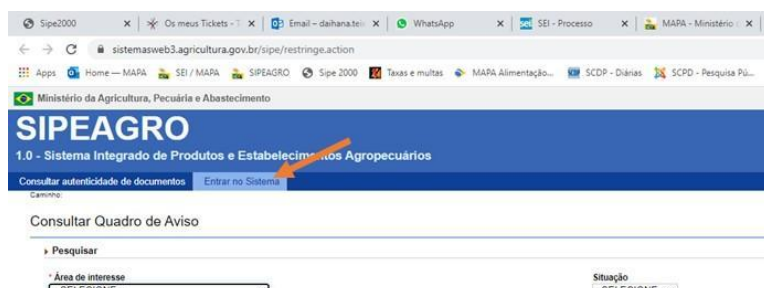 Sipe2000 Os meus Tickets - Email – daihana.tei WhatsApp SEI - Processo MAPA - Ministério
sistemasweb3.agricultura.gov.br/sipe/restringe.action
Apps Home — MAPA SEI / MAPA SIPEAGRO Sipe 2000 Taxas e multas MAPA Alimentação... SCDP - Diárias SCPD - Pesquisa Pú...
Ministério da Agricultura, Pecuária e Abastecimento
SIPEAGRO
1.0 - Sistema Integrado de Produtos e Estabelecimentos Agropecuários
Consultar autenticidade de documentos Entrar no Sistema
Caminho:
Consultar Quadro de Aviso
Pesquisar
* Área de interesse Situação
SELECIONE SELECIONE